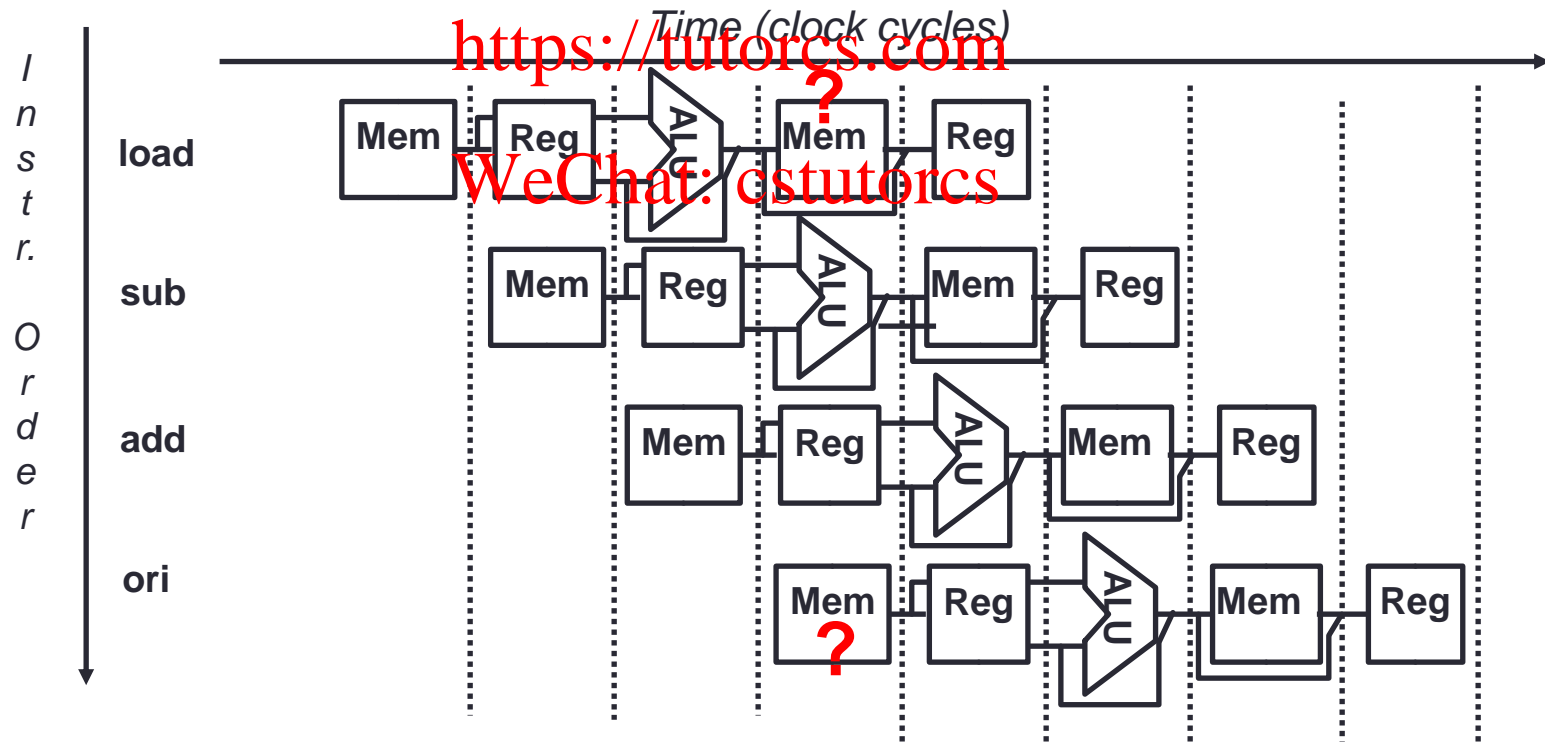 Time (clock cycles)
https://tutorcs.com
I
n
s
t
r.
O
r
d
e
r
?
load
Mem
Reg
ALU
Mem
Reg
WeChat: cstutorcs
sub
Mem
Reg
ALU
Mem
Reg
add
Mem
Reg
ALU
Mem
Reg
ori
Mem
Reg
ALU
Mem
Reg
?